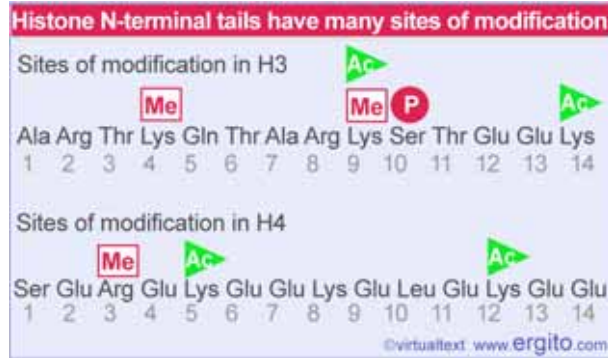 Histone N-terminal tails have many sites of modification
Sites of modification in H3
Ac
Me Me P Ac
Ala Arg Thr Lys Gln Thr Ala Arg Lys Ser Thr Glu Glu Lys
1 2 3 4 5 6 7 8 9 10 11 12 13 14
Sites of modification in H4
Me Ac Ac
Ser Glu Arg Glu Lys Glu Glu Lys Glu Leu Glu Lys Glu Glu
1 2 3 4 5 6 7 8 9 10 11 12 13 14
©virtualtext www.ergito.com